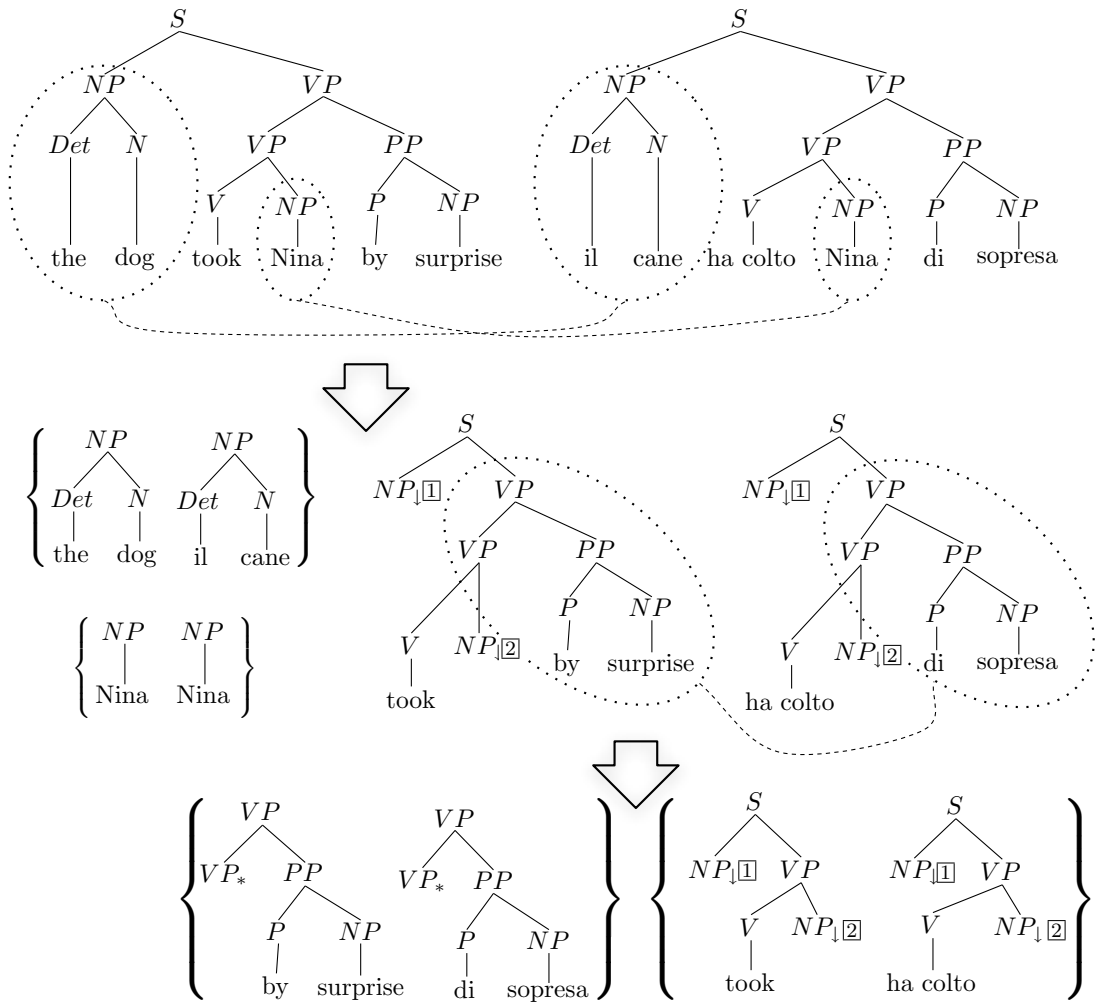 S S
NP VP NP VP
Det N VP PP Det N VP PP
V NP P NP V NP P NP
the dog took Nina by surprise il cane ha colto Nina di sopresa
S S
NP NP NP↓1 VP NP↓1 VP
Det N Det N VP PP VP PP
the dog il cane P NP P NP
NP NP V NP↓2 V NP↓2
Nina Nina by surprise di sopresa
took ha colto
VP VP S S
VP* PP VP* PP NP↓1 VP NP↓1 VP
P NP P NP V NP↓2 V NP↓2
by surprise di sopresa took ha colto